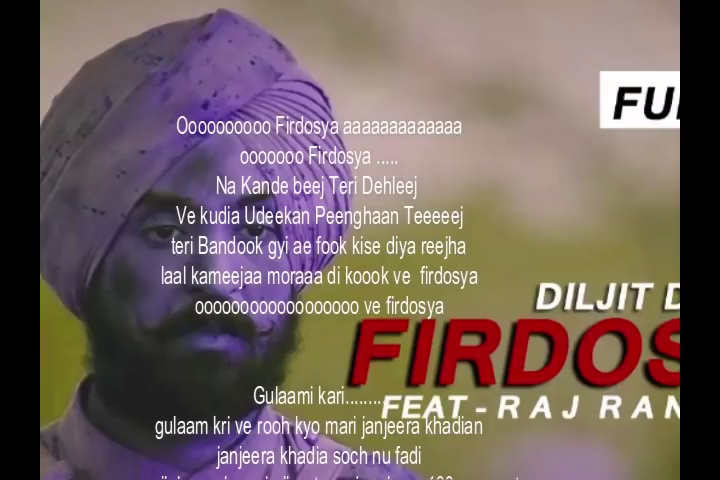 FU
Ooooooooooo Firdosya aaaaaaaaaaaaa
ooooooo Firdosya .....
Na Kande beej Teri Dehleej
Ve kudia Udeekan Peenghaan Teeeeej
teri Bandook gyi ae fook kise diya reejha
laal kameejaa moraaa di koook ve firdosya
oooooooooooooooooo ve firdosya
DILJIT D
FIRDOS
FEAT - RAJ RAN
Gulaami kari.........
gulaam kri ve rooh kyo mari janjeera khadian
janjeera khadia soch nu fadi